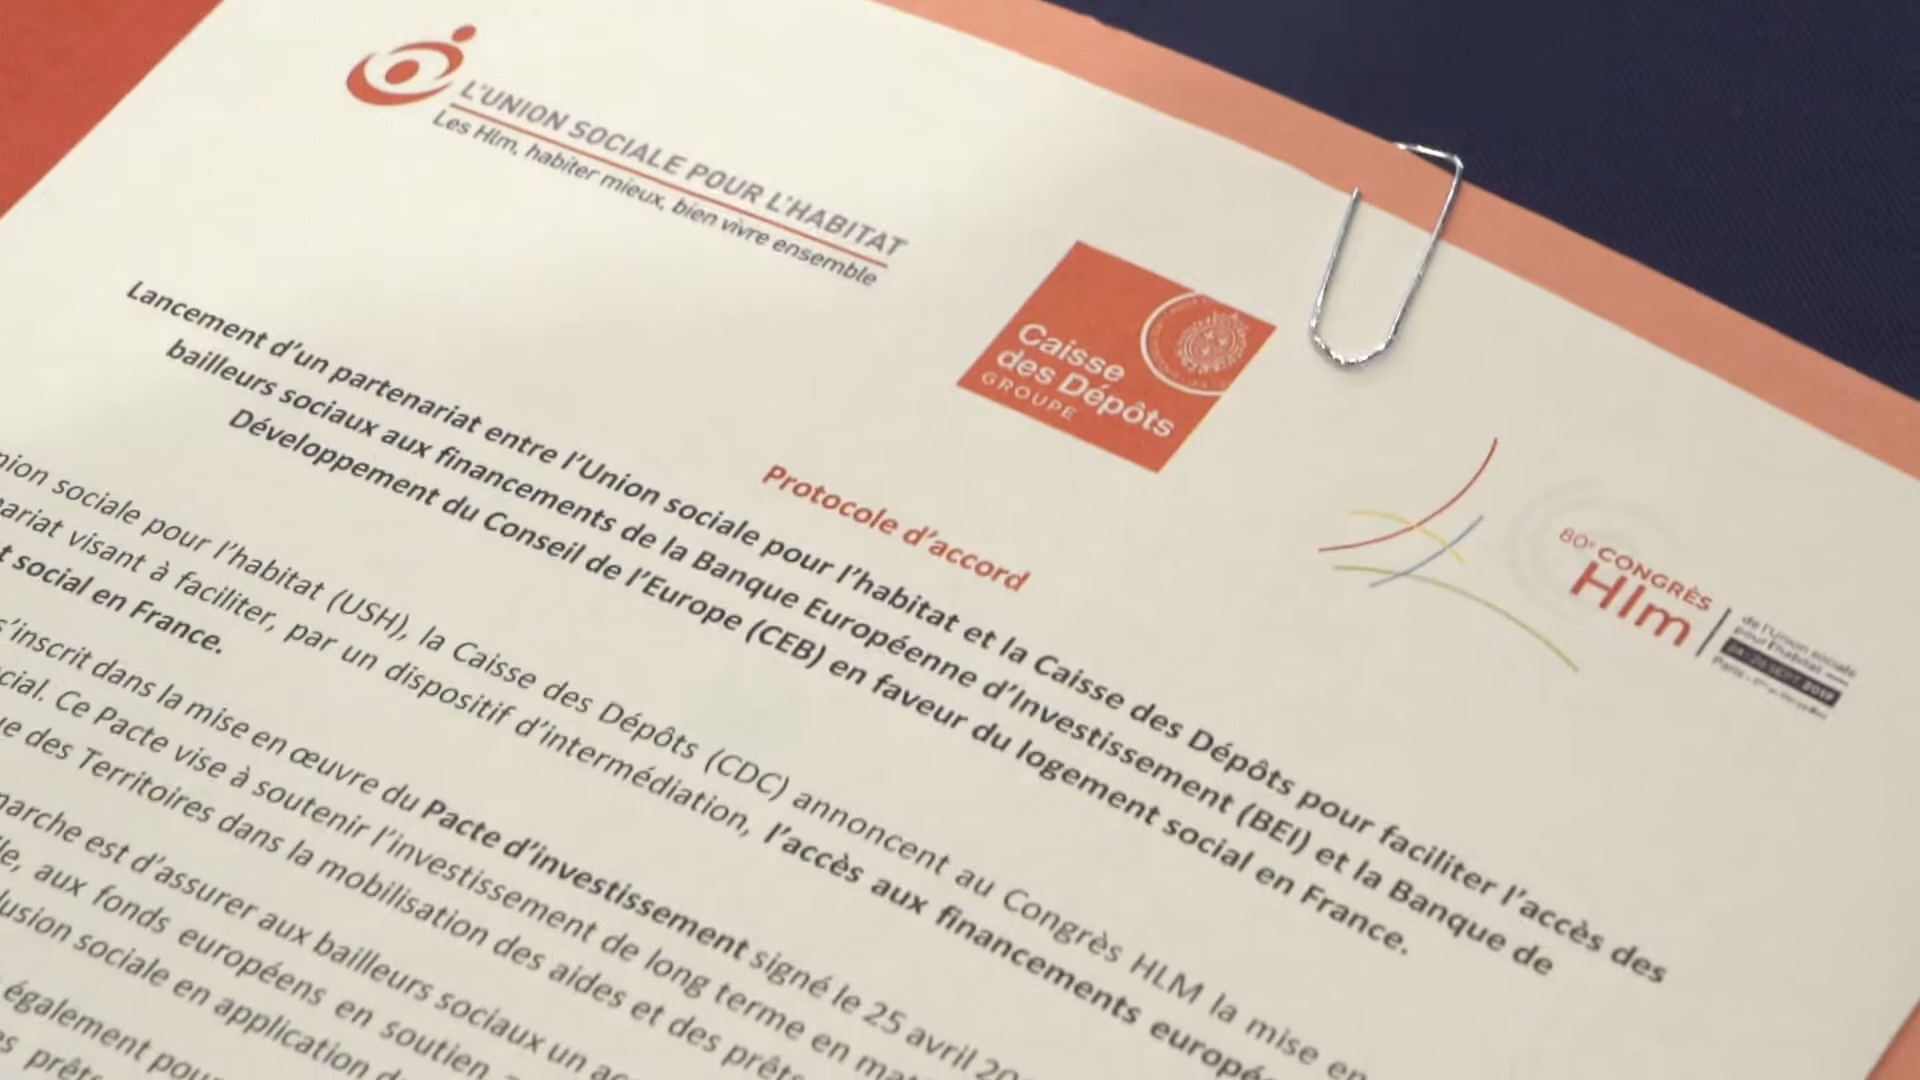 L'UNION SOCIALE POUR L'HABITAT
Les Hlm, habiter mieux, bien vivre ensemble
Caisse
des Dépôts
GROUPE
80e CONGRÈS
Hlm
de l'Union sociale
pour l'habitat
2019
Protocole d'accord
Lancement d'un partenariat entre l'Union sociale pour l'habitat et la Caisse des Dépôts pour faciliter l'accès des
bailleurs sociaux aux financements de la Banque Européenne d'Investissement (BEI) et la Banque de
Développement du Conseil de l'Europe (CEB) en faveur du logement social en France.
nion sociale pour l'habitat (USH), la Caisse des Dépôts (CDC) annoncent au Congrès HLM la mise en
nariat visant à faciliter, par un dispositif d'intermédiation, l'accès aux financements europé
t social en France.
s'inscrit dans la mise en œuvre du Pacte d'investissement signé le 25 avril 20
cial. Ce Pacte vise à soutenir l'investissement de long terme en mat
ue des Territoires dans la mobilisation des aides et des prêts
marche est d'assurer aux bailleurs sociaux un ac
le, aux fonds européens en soutien
lusion sociale en application d
également pour
s prêts